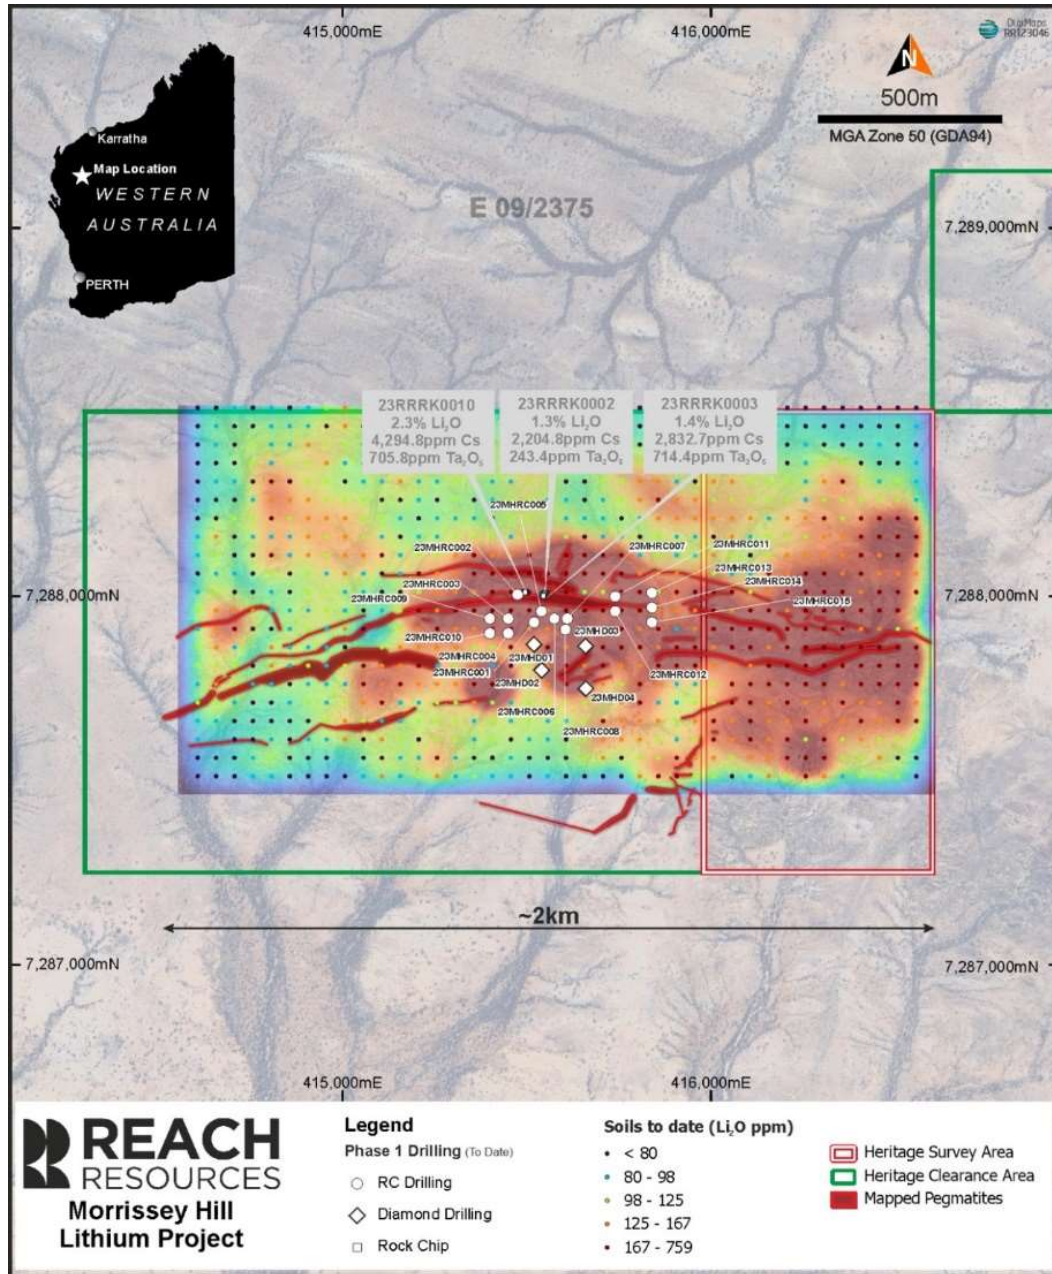 415,000mE
416,000mE
DunMaps
RR123046
N
500m
MGA Zone 50 (GDA94)
Karratha
Map Location
WESTERN
AUSTRALIA
PERTH
E 09/2375
7,289,000mN
23RRRK0010
2.3% Li₂O
4,294.8ppm Cs
705.8ppm Ta₂O₅
23RRRK0002
1.3% Li₂O
2,204.8ppm Cs
243.4ppm Ta₂O₅
23RRRK0003
1.4% Li₂O
2,832.7ppm Cs
714.4ppm Ta₂O₅
23MHRC005
23MHRC002
23MHRC007
23MHRC011
23MHRC003
23MHRC013
23MHRC014
23MHRC009
23MHRC015
7,288,000mN
7,288,000mN
23MHRC010
23MHRC004
23MHRC001
23MHD01
23MHD03
23MHD02
23MHRC012
23MHD04
23MHRC006
23MHRC008
~2km
7,287,000mN
7,287,000mN
415,000mE
416,000mE
REACH
RESOURCES
Morrissey Hill
Lithium Project
Legend
Phase 1 Drilling (To Date)
RC Drilling
Diamond Drilling
Rock Chip
Soils to date (Li₂O ppm)
< 80
80 - 98
98 - 125
125 - 167
167 - 759
Heritage Survey Area
Heritage Clearance Area
Mapped Pegmatites